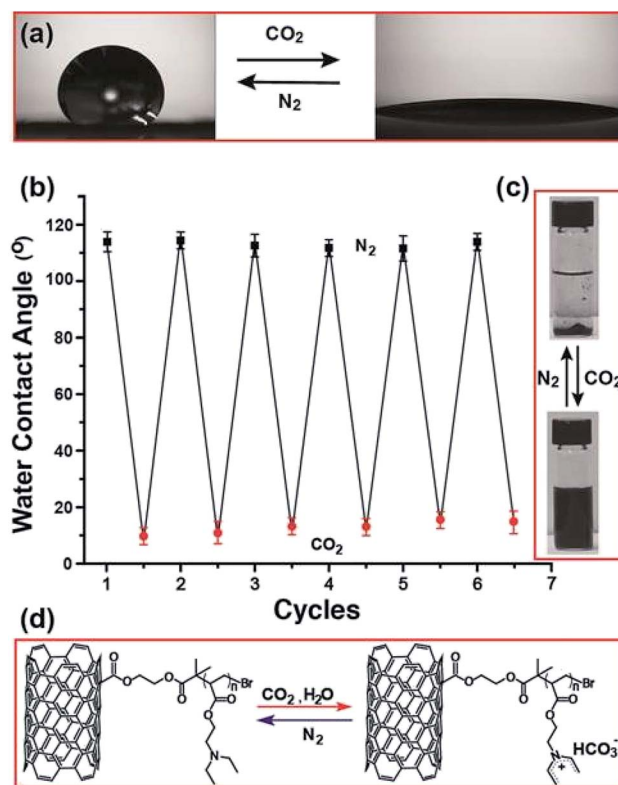 (a)
CO₂
N₂
(b)
(c)
120
100
80
60
40
20
0
Water Contact Angle (º)
N₂
CO₂
1
2
3
4
5
6
7
Cycles
N₂
CO₂
(d)
O
O
O
O
n
Br
O
O
N
CO₂ ,H₂O
N₂
O
O
O
O
n
Br
O
O
N
+
HCO₃⁻